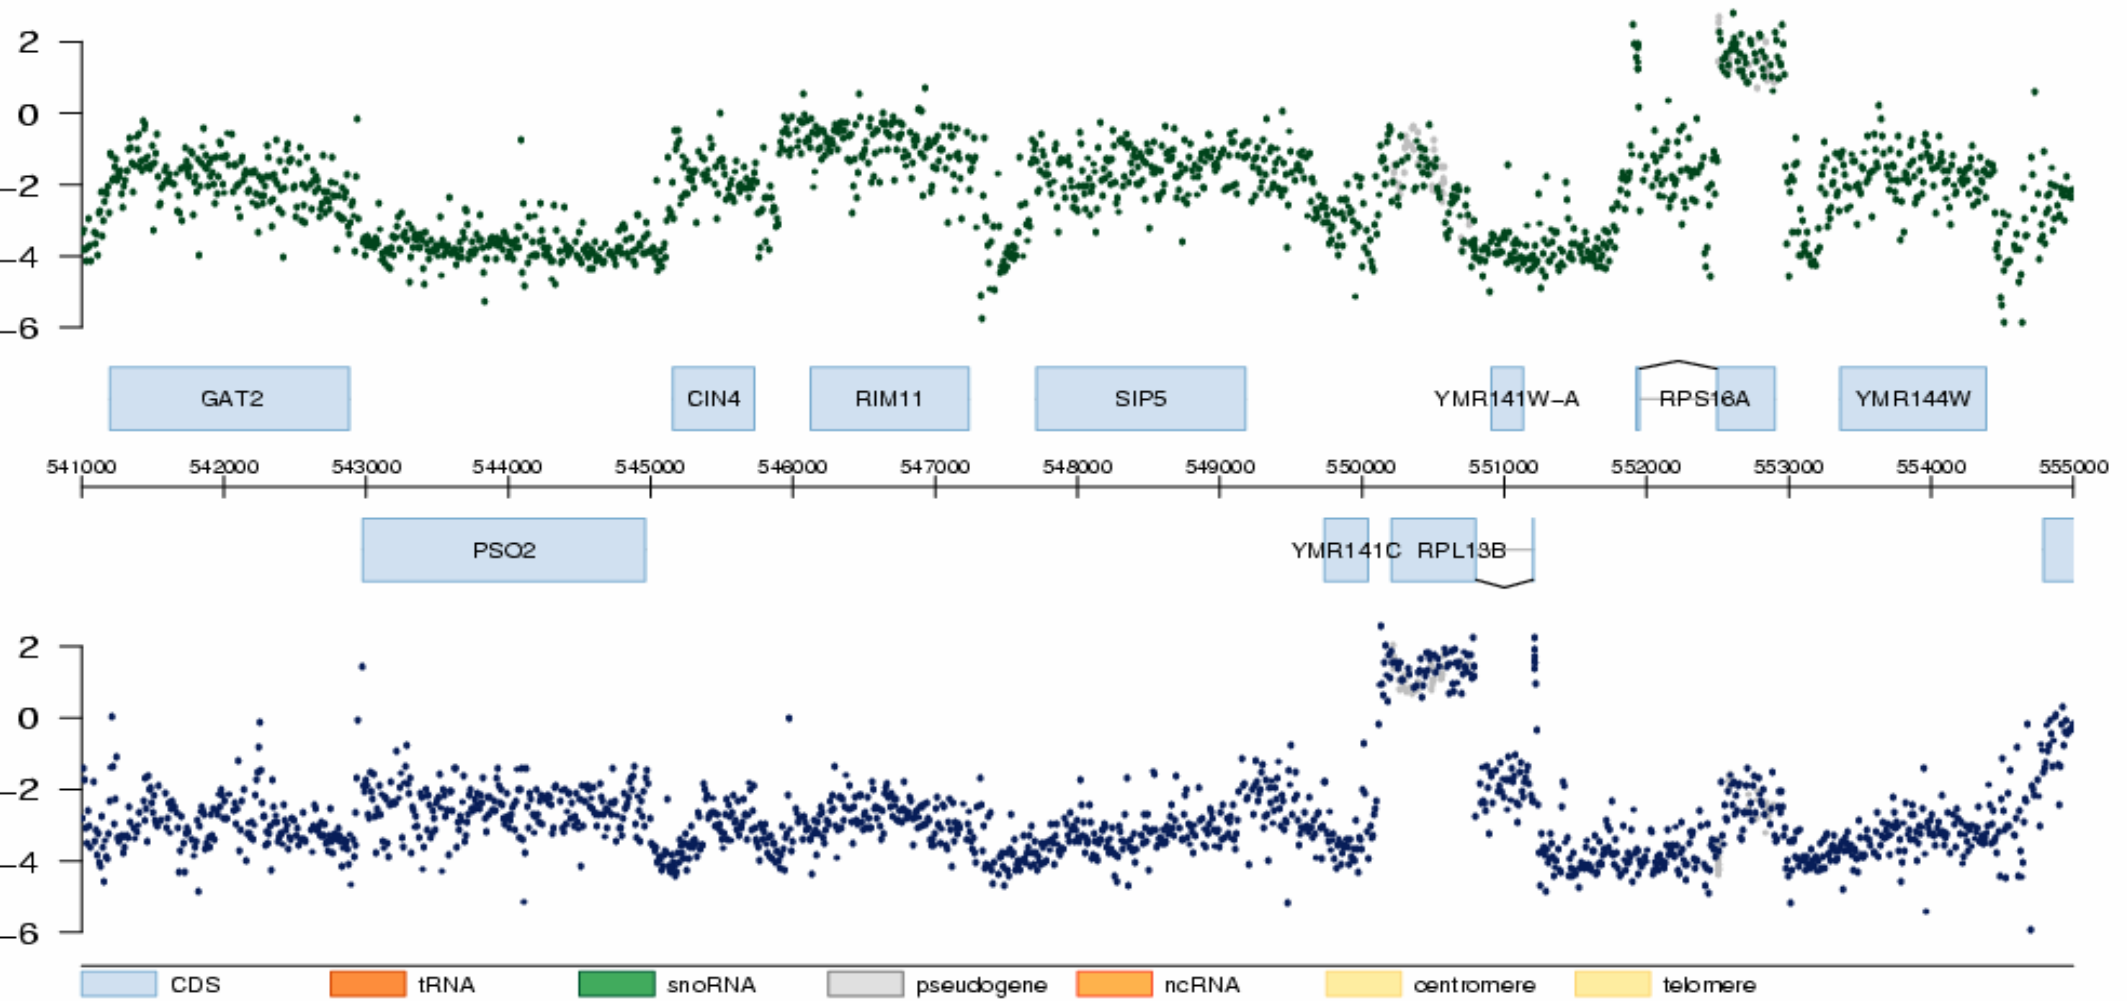 2
0
−2
−4
−6
GAT2 CIN4 RIM11 SIP5 YMR141W−A RPS16A YMR144W
541000 542000 543000 544000 545000 546000 547000 548000 549000 550000 551000 552000 553000 554000 555000
PSO2 YMR141C RPL13B
2
0
−2
−4
−6
CDS tRNA snoRNA pseudogene ncRNA centromere telomere